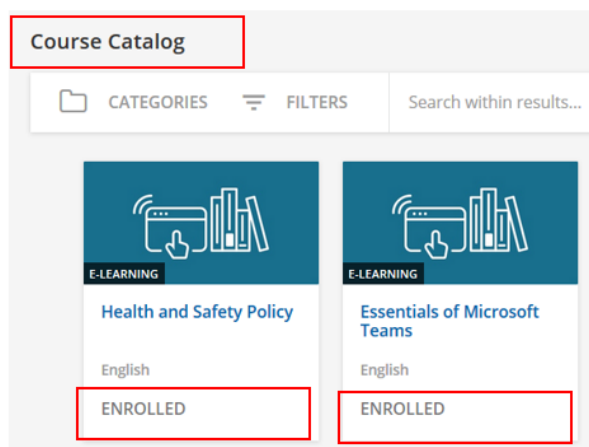 Course Catalog
CATEGORIES FILTERS Search within results...
E-LEARNING E-LEARNING
Health and Safety Policy
Essentials of Microsoft
Teams
English English
ENROLLED ENROLLED